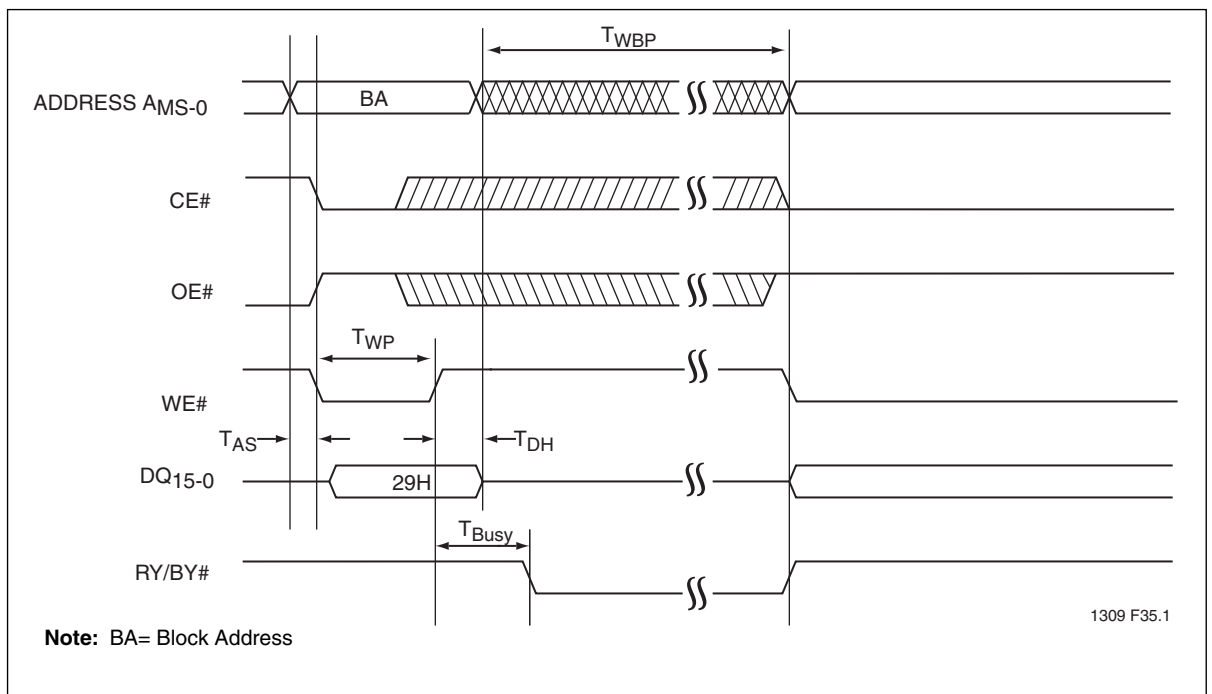 TWBP
ADDRESS AMS-0
BA
CE#
OE#
TWP
WE#
TAS
TDH
DQ15-0
29H
TBusy
RY/BY#
1309 F35.1
Note: BA= Block Address